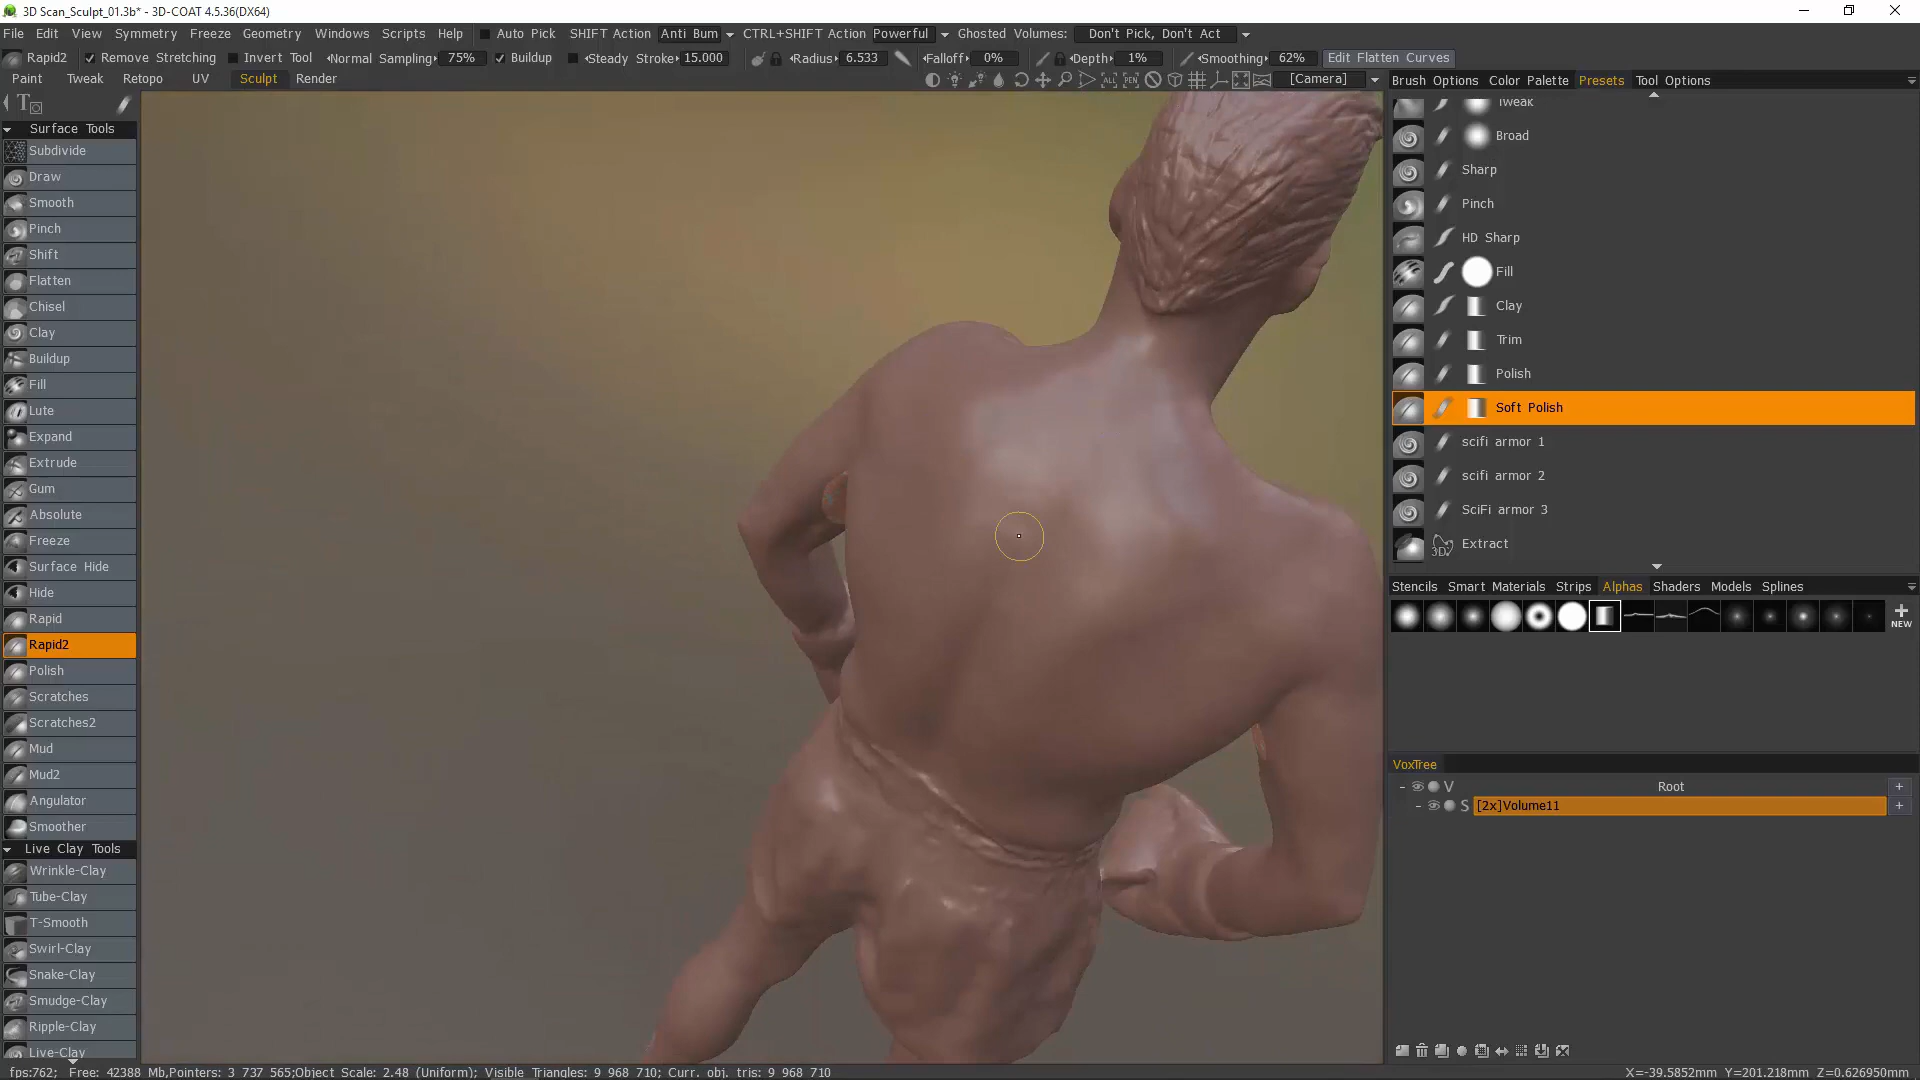 3D Scan_Sculpt_01.3b* - 3D-COAT 4.5.36(DX64)
File Edit View Symmetry Freeze Geometry Windows Scripts Help Auto Pick SHIFT Action Anti Bum CTRL+SHIFT Action Powerful Ghosted Volumes: Don't Pick, Don't Act
Rapid2 Remove Stretching Invert Tool Normal Sampling 75% Buildup Steady Stroke 15.000 Radius 6.533 Falloff 0% Depth 1% Smoothing 62% Edit Flatten Curves
Paint Tweak Retopo UV Sculpt Render
ALL PEN [Camera]
Brush Options Color Palette Presets Tool Options
T
Surface Tools
Subdivide
Draw
Smooth
Pinch
Shift
Flatten
Chisel
Clay
Buildup
Fill
Lute
Expand
Extrude
Gum
Absolute
Freeze
Surface Hide
Hide
Rapid
Rapid2
Polish
Scratches
Scratches2
Mud
Mud2
Angulator
Smoother
Live Clay Tools
Wrinkle-Clay
Tube-Clay
T-Smooth
Swirl-Clay
Snake-Clay
Smudge-Clay
Ripple-Clay
Live-Clay
Tweak
Broad
Sharp
Pinch
HD Sharp
Fill
Clay
Trim
Polish
Soft Polish
scifi armor 1
scifi armor 2
SciFi armor 3
3D Extract
Stencils Smart Materials Strips Alphas Shaders Models Splines
NEW
VoxTree
V Root +
S [2x]Volume11 +
fps:762; Free: 42388 Mb,Pointers: 3 737 565;Object Scale: 2.48 (Uniform); Visible Triangles: 9 968 710; Curr. obj. tris: 9 968 710
X=-39.5852mm Y=201.218mm Z=0.626950mm